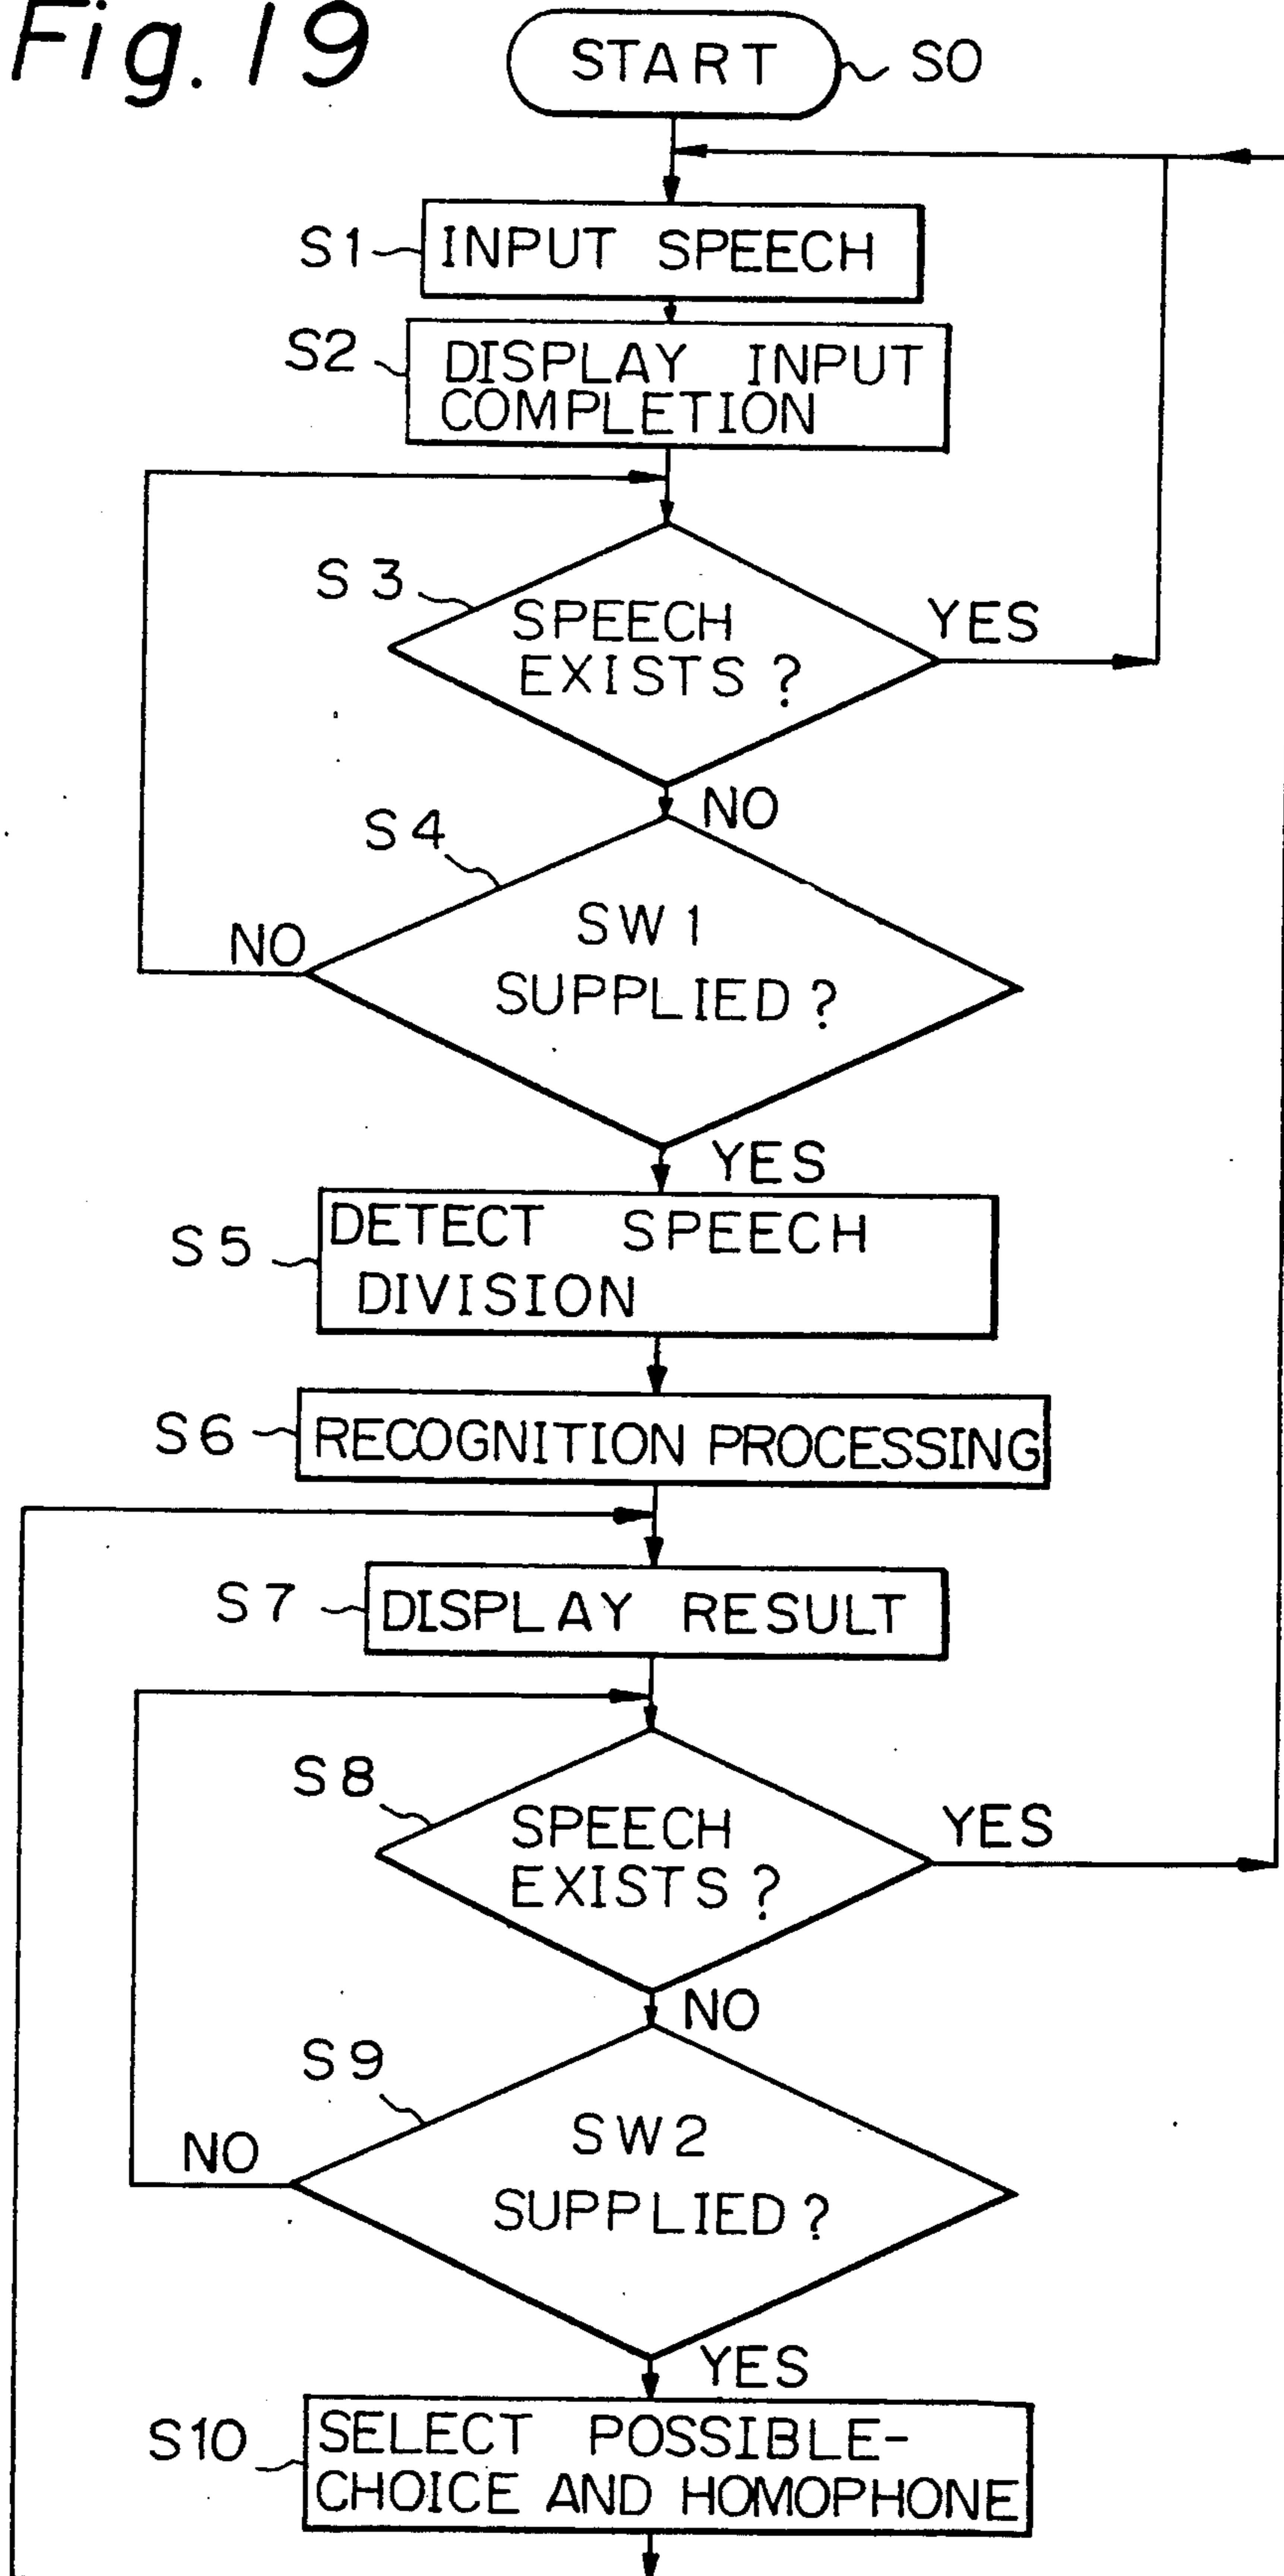 Fig. 19
START S0
S1 INPUT SPEECH
S2 DISPLAY INPUT
COMPLETION
S3 SPEECH
EXISTS?
YES
NO
S4
SW1
SUPPLIED?
NO
YES
S5 DETECT SPEECH
DIVISION
S6 RECOGNITION PROCESSING
S7 DISPLAY RESULT
S8
SPEECH
EXISTS?
YES
NO
S9
SW2
SUPPLIED?
NO
YES
S10 SELECT POSSIBLE-
CHOICE AND HOMOPHONE